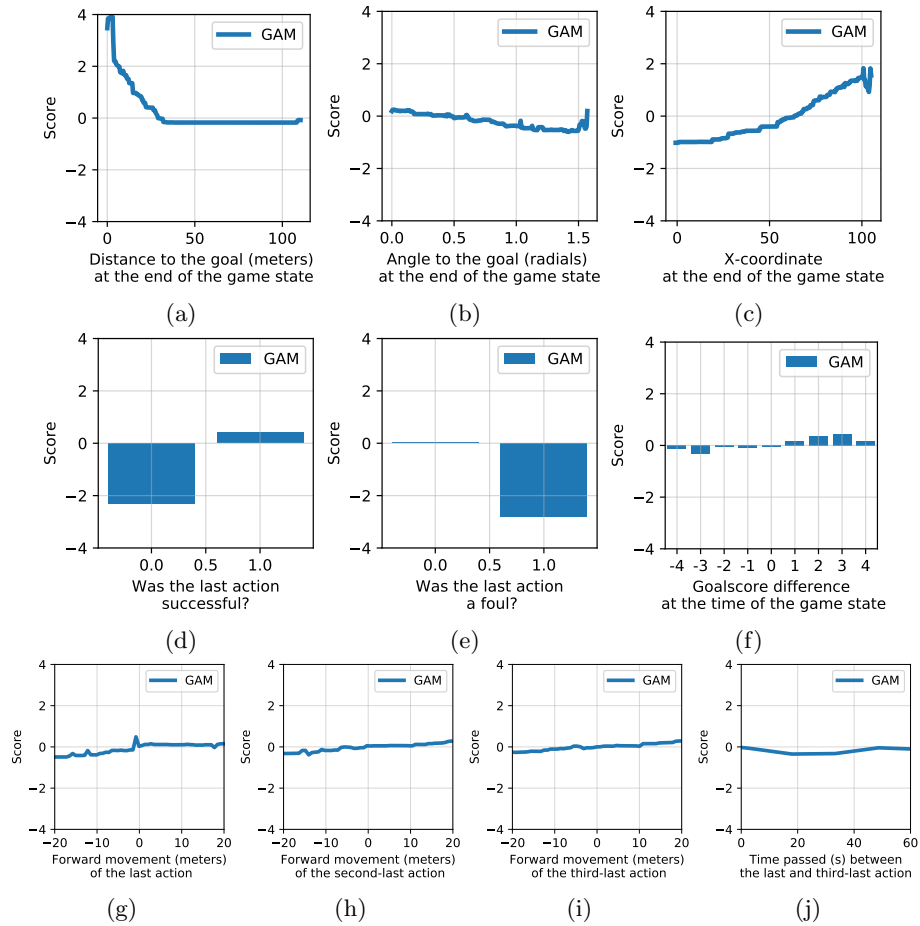 4
2
0
−2
−4
Score
GAM
0 50 100
Distance to the goal (meters)
at the end of the game state
(a)
4
2
0
−2
−4
Score
GAM
0.0 0.5 1.0 1.5
Angle to the goal (radials)
at the end of the game state
(b)
4
2
0
−2
−4
Score
GAM
0 50 100
X-coordinate
at the end of the game state
(c)
4
2
0
−2
−4
Score
GAM
0.0 0.5 1.0
Was the last action
successful?
(d)
4
2
0
−2
−4
Score
GAM
0.0 0.5 1.0
Was the last action
a foul?
(e)
4
2
0
−2
−4
Score
GAM
-4 -3 -2 -1 0 1 2 3 4
Goalscore difference
at the time of the game state
(f)
4
2
0
−2
−4
Score
GAM
−20 −10 0 10 20
Forward movement (meters)
of the last action
(g)
4
2
0
−2
−4
Score
GAM
−20 −10 0 10 20
Forward movement (meters)
of the second-last action
(h)
4
2
0
−2
−4
Score
GAM
−20 −10 0 10 20
Forward movement (meters)
of the third-last action
(i)
4
2
0
−2
−4
Score
GAM
0 20 40 60
Time passed (s) between
the last and third-last action
(j)